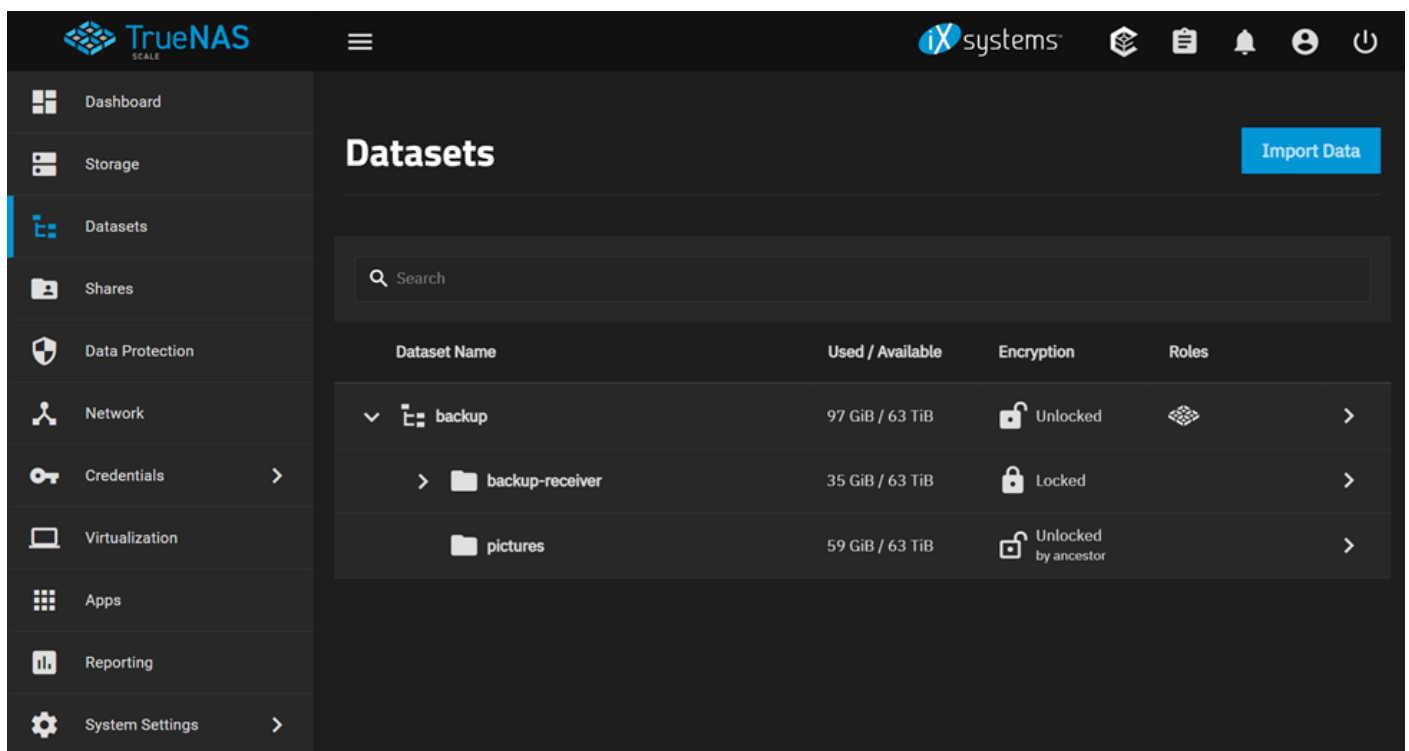 TrueNAS
SCALE
iXsystems
Dashboard
Storage
Datasets
Shares
Data Protection
Network
Credentials
Virtualization
Apps
Reporting
System Settings
Datasets
Import Data
Search
Dataset Name Used / Available Encryption Roles
backup 97 GiB / 63 TiB Unlocked
backup-receiver 35 GiB / 63 TiB Locked
pictures 59 GiB / 63 TiB Unlocked
by ancestor